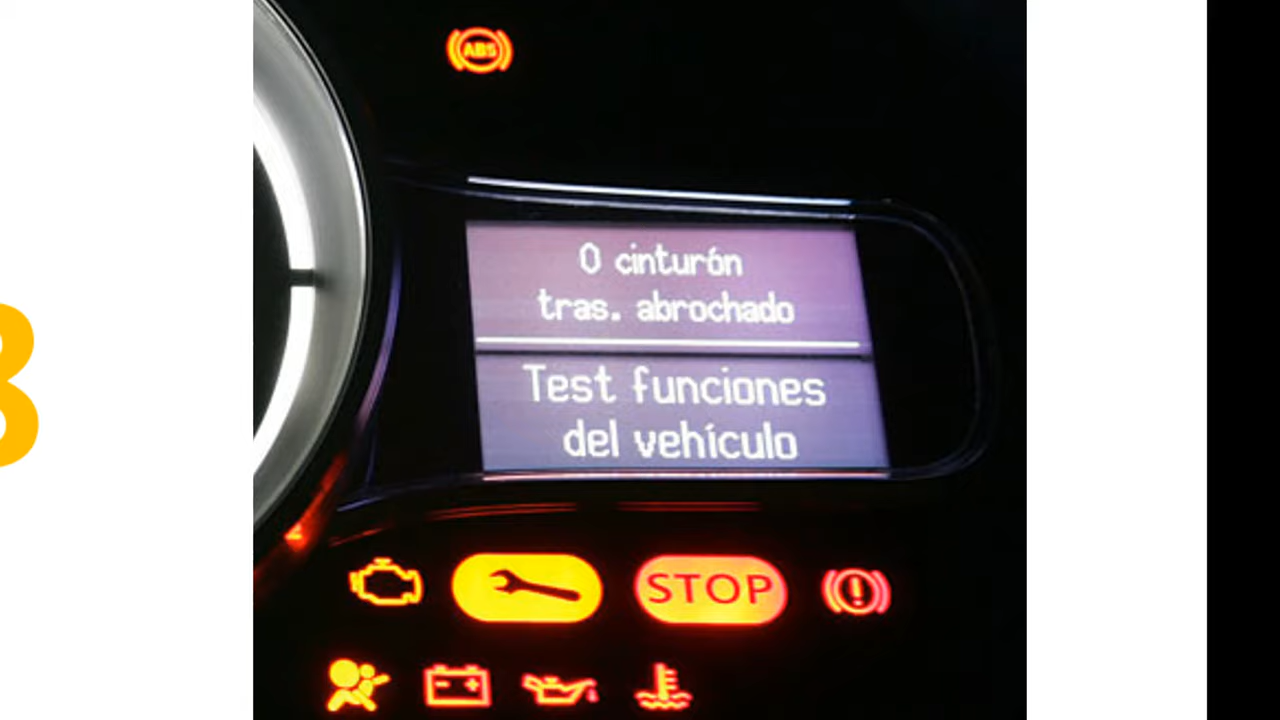 ABS
0 cinturón
tras. abrochado
Test funciones
del vehículo
STOP